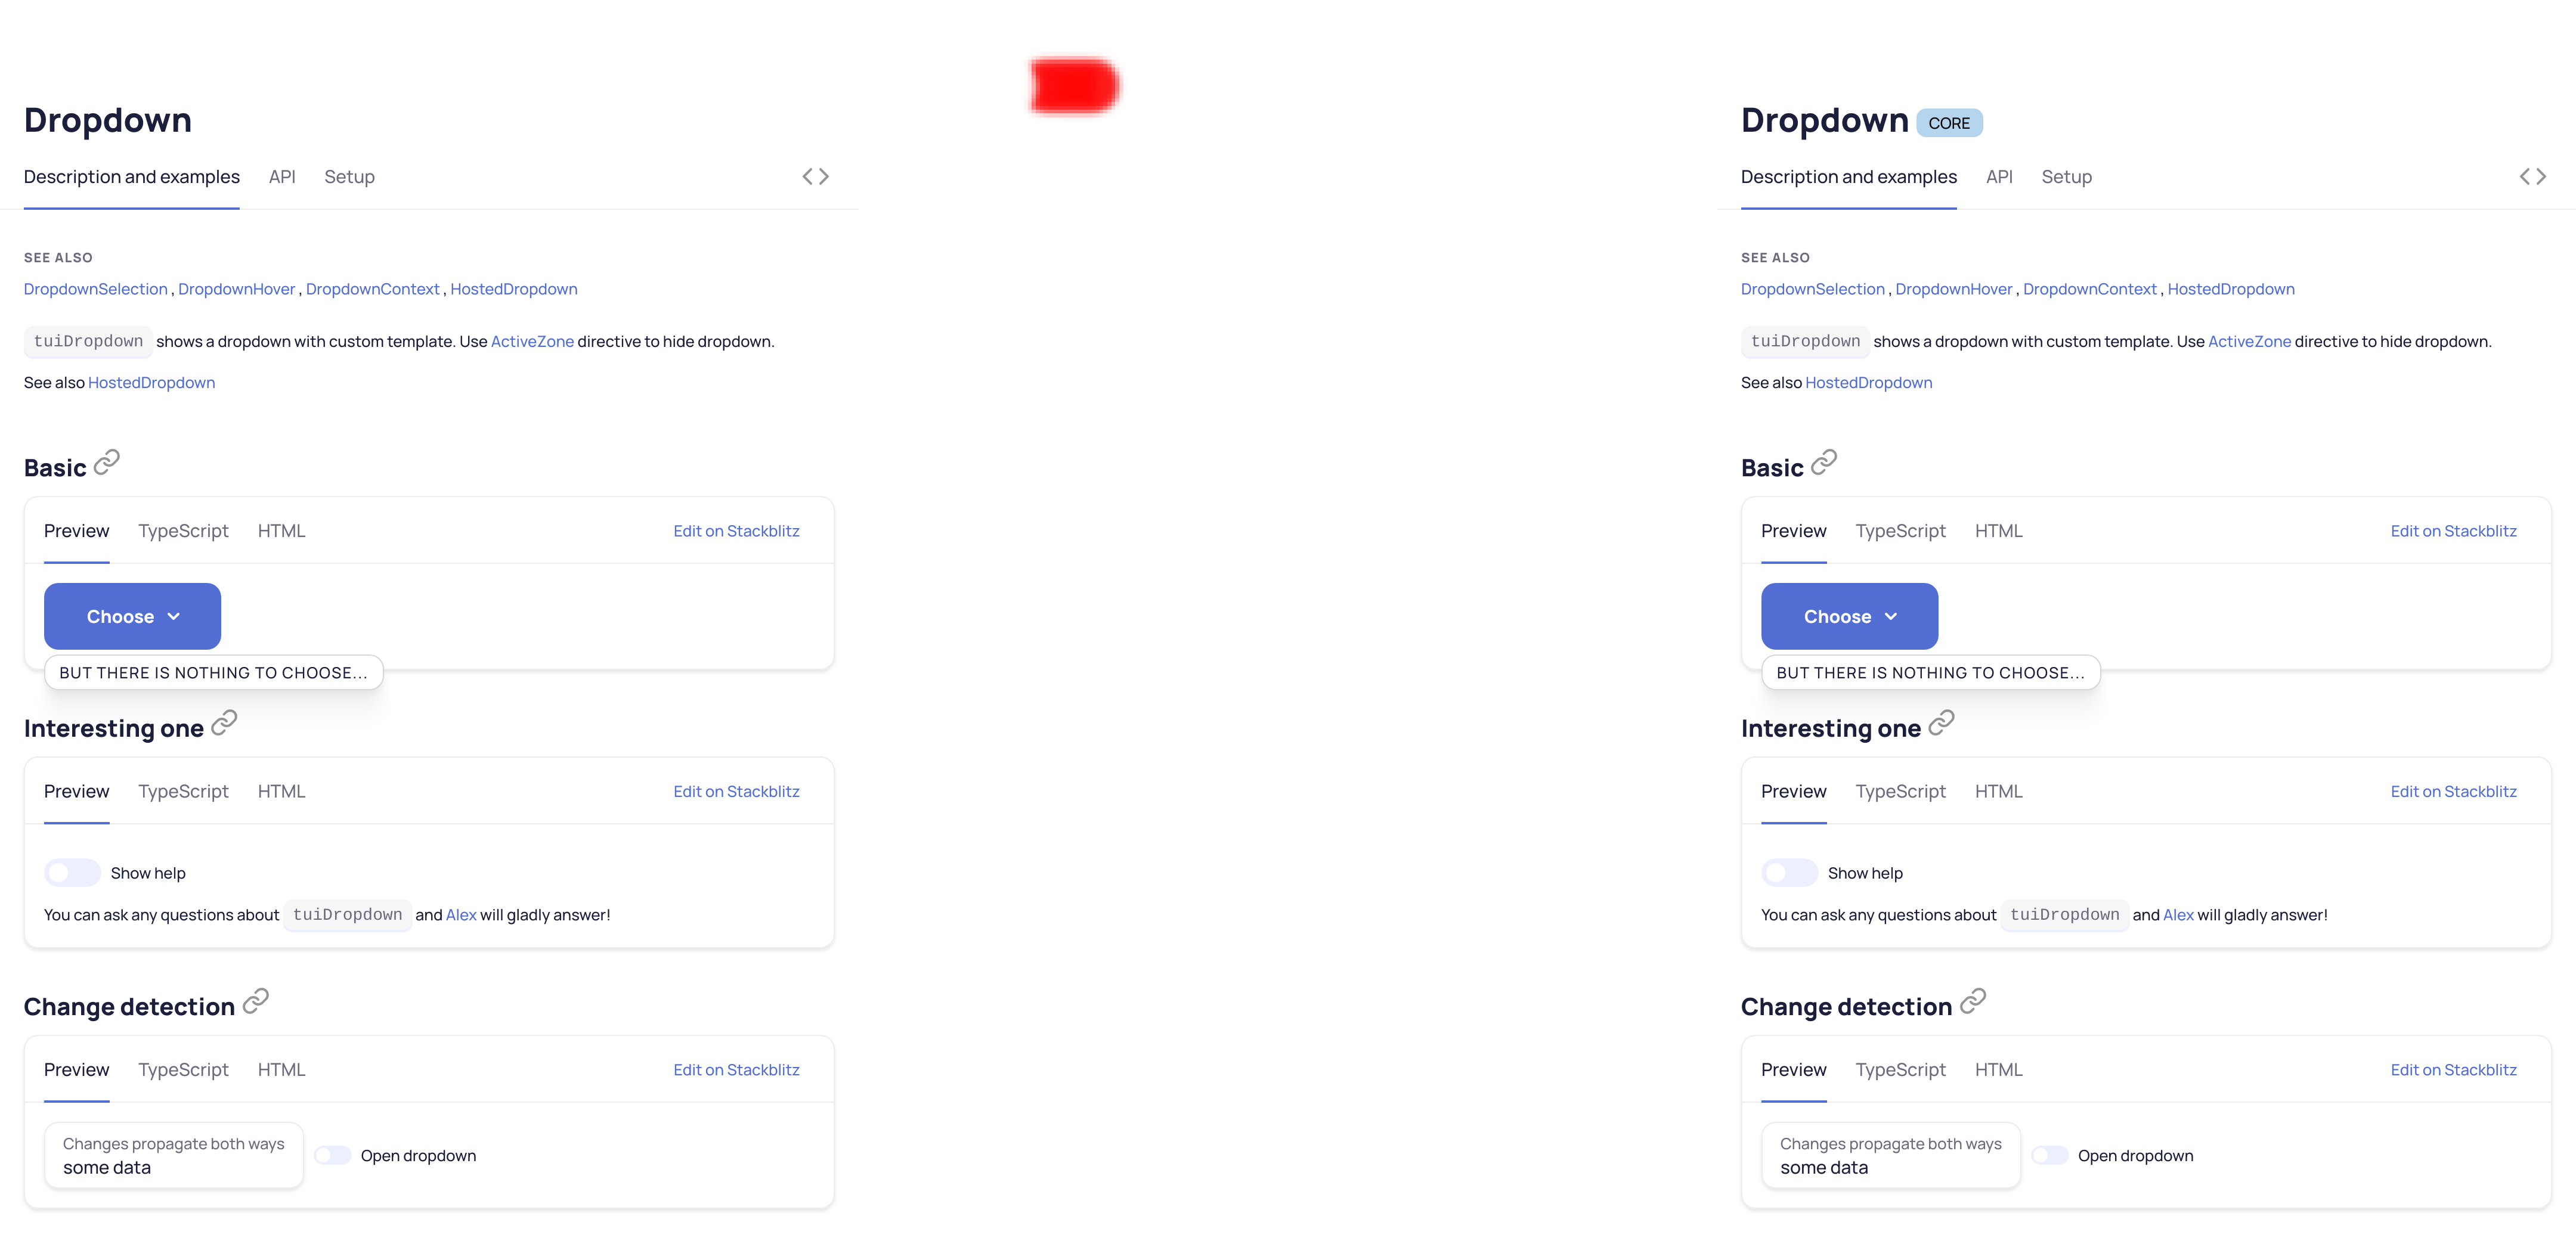 Dropdown
Description and examples API Setup
SEE ALSO
DropdownSelection , DropdownHover , DropdownContext , HostedDropdown
tuiDropdown shows a dropdown with custom template. Use ActiveZone directive to hide dropdown.
See also HostedDropdown
Basic
Preview TypeScript HTML Edit on Stackblitz
Choose
BUT THERE IS NOTHING TO CHOOSE...
Interesting one
Preview TypeScript HTML Edit on Stackblitz
Show help
You can ask any questions about tuiDropdown and Alex will gladly answer!
Change detection
Preview TypeScript HTML Edit on Stackblitz
Changes propagate both ways
some data
Open dropdown
Dropdown CORE
Description and examples API Setup
SEE ALSO
DropdownSelection , DropdownHover , DropdownContext , HostedDropdown
tuiDropdown shows a dropdown with custom template. Use ActiveZone directive to hide dropdown.
See also HostedDropdown
Basic
Preview TypeScript HTML Edit on Stackblitz
Choose
BUT THERE IS NOTHING TO CHOOSE...
Interesting one
Preview TypeScript HTML Edit on Stackblitz
Show help
You can ask any questions about tuiDropdown and Alex will gladly answer!
Change detection
Preview TypeScript HTML Edit on Stackblitz
Changes propagate both ways
some data
Open dropdown